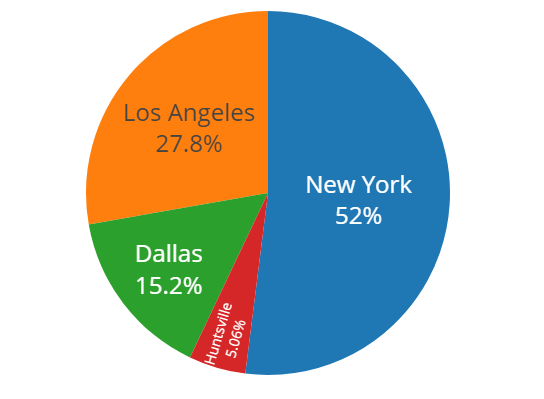 Los Angeles
27.8%
New York
52%
Dallas
15.2%
Huntsville
5.06%